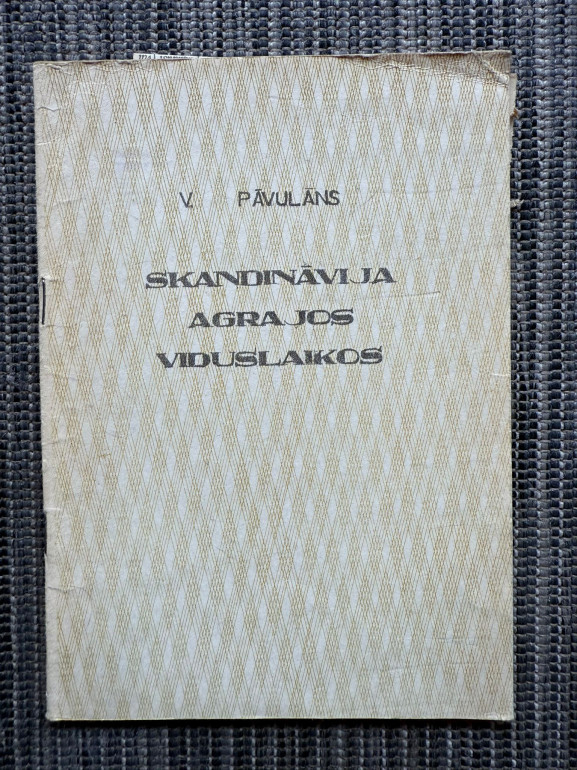 V. PĀVULĀNS
SKANDINĀVIJA
AGRAJOS
VIDUSLAIKOS